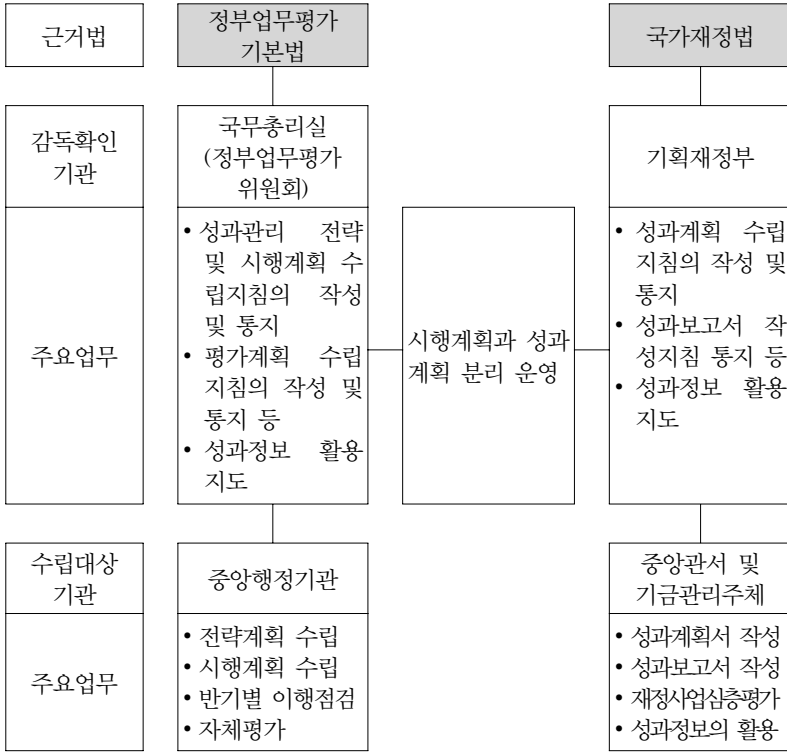 근거법
정부업무평가
기본법
국가재정법
감독확인
기관
국무총리실
(정부업무평가
위원회)
기획재정부
주요업무
• 성과관리 전략
및 시행계획 수
립지침의 작성
및 통지
• 평가계획 수립
지침의 작성 및
통지 등
• 성과정보 활용
지도
시행계획과 성과
계획 분리 운영
• 성과계획 수립
지침의 작성 및
통지
• 성과보고서 작
성지침 통지 등
• 성과정보 활용
지도
수립대상
기관
중앙행정기관
중앙관서 및
기금관리주체
주요업무
• 전략계획 수립
• 시행계획 수립
• 반기별 이행점검
• 자체평가
• 성과계획서 작성
• 성과보고서 작성
• 재정사업심층평가
• 성과정보의 활용